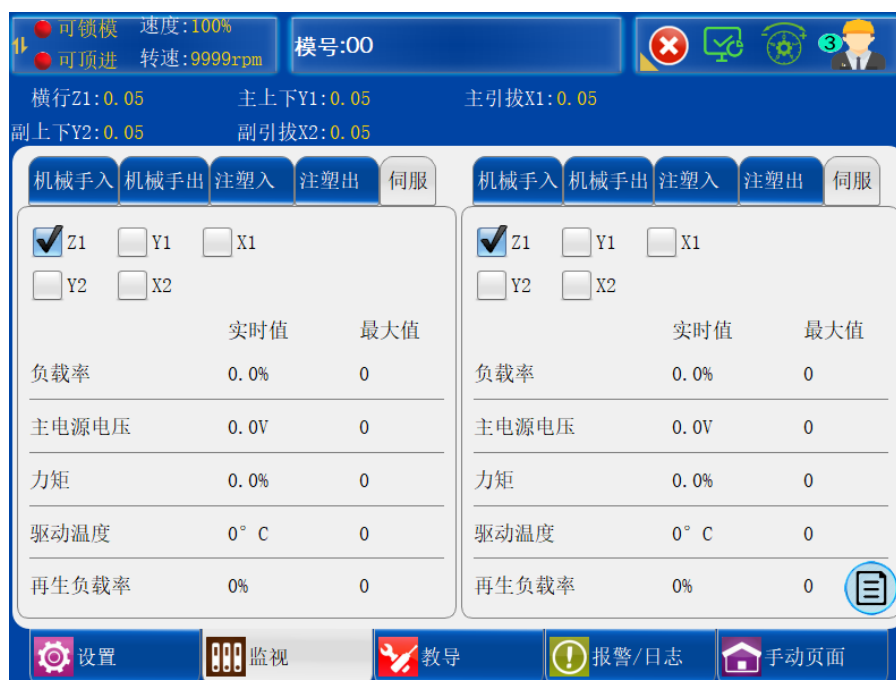 可锁模 速度:100%
可顶进 转速:9999rpm
模号:00
3
横行Z1:0.05 主上下Y1:0.05 主引拔X1:0.05
副上下Y2:0.05 副引拔X2:0.05
机械手入 机械手出 注塑入 注塑出 伺服
Z1 Y1 X1
Y2 X2
实时值 最大值
负载率 0.0% 0
主电源电压 0.0V 0
力矩 0.0% 0
驱动温度 0° C 0
再生负载率 0% 0
机械手入 机械手出 注塑入 注塑出 伺服
Z1 Y1 X1
Y2 X2
实时值 最大值
负载率 0.0% 0
主电源电压 0.0V 0
力矩 0.0% 0
驱动温度 0° C 0
再生负载率 0% 0
设置 监视 教导 报警/日志 手动页面